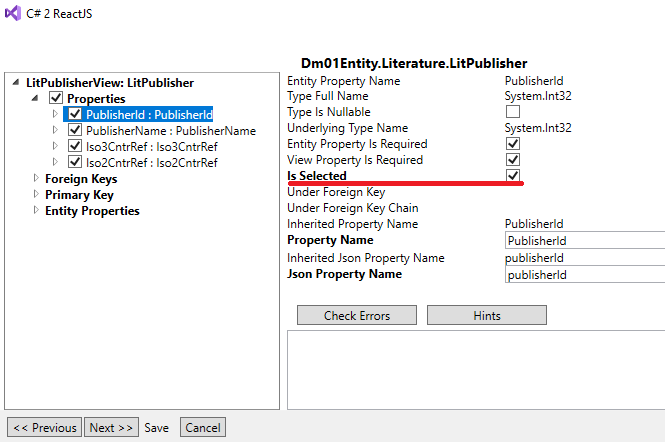 C# 2 ReactJS
LitPublisherView: LitPublisher
Properties
PublisherId : PublisherId
PublisherName : PublisherName
Iso3CntrRef : Iso3CntrRef
Iso2CntrRef : Iso2CntrRef
Foreign Keys
Primary Key
Entity Properties
Dm01Entity.Literature.LitPublisher
Entity Property Name PublisherId
Type Full Name System.Int32
Type Is Nullable
Underlying Type Name System.Int32
Entity Property Is Required
View Property Is Required
Is Selected
Under Foreign Key
Under Foreign Key Chain
Inherited Property Name PublisherId
Property Name PublisherId
Inherited Json Property Name publisherId
Json Property Name publisherId
Check Errors Hints
<< Previous Next >> Save Cancel